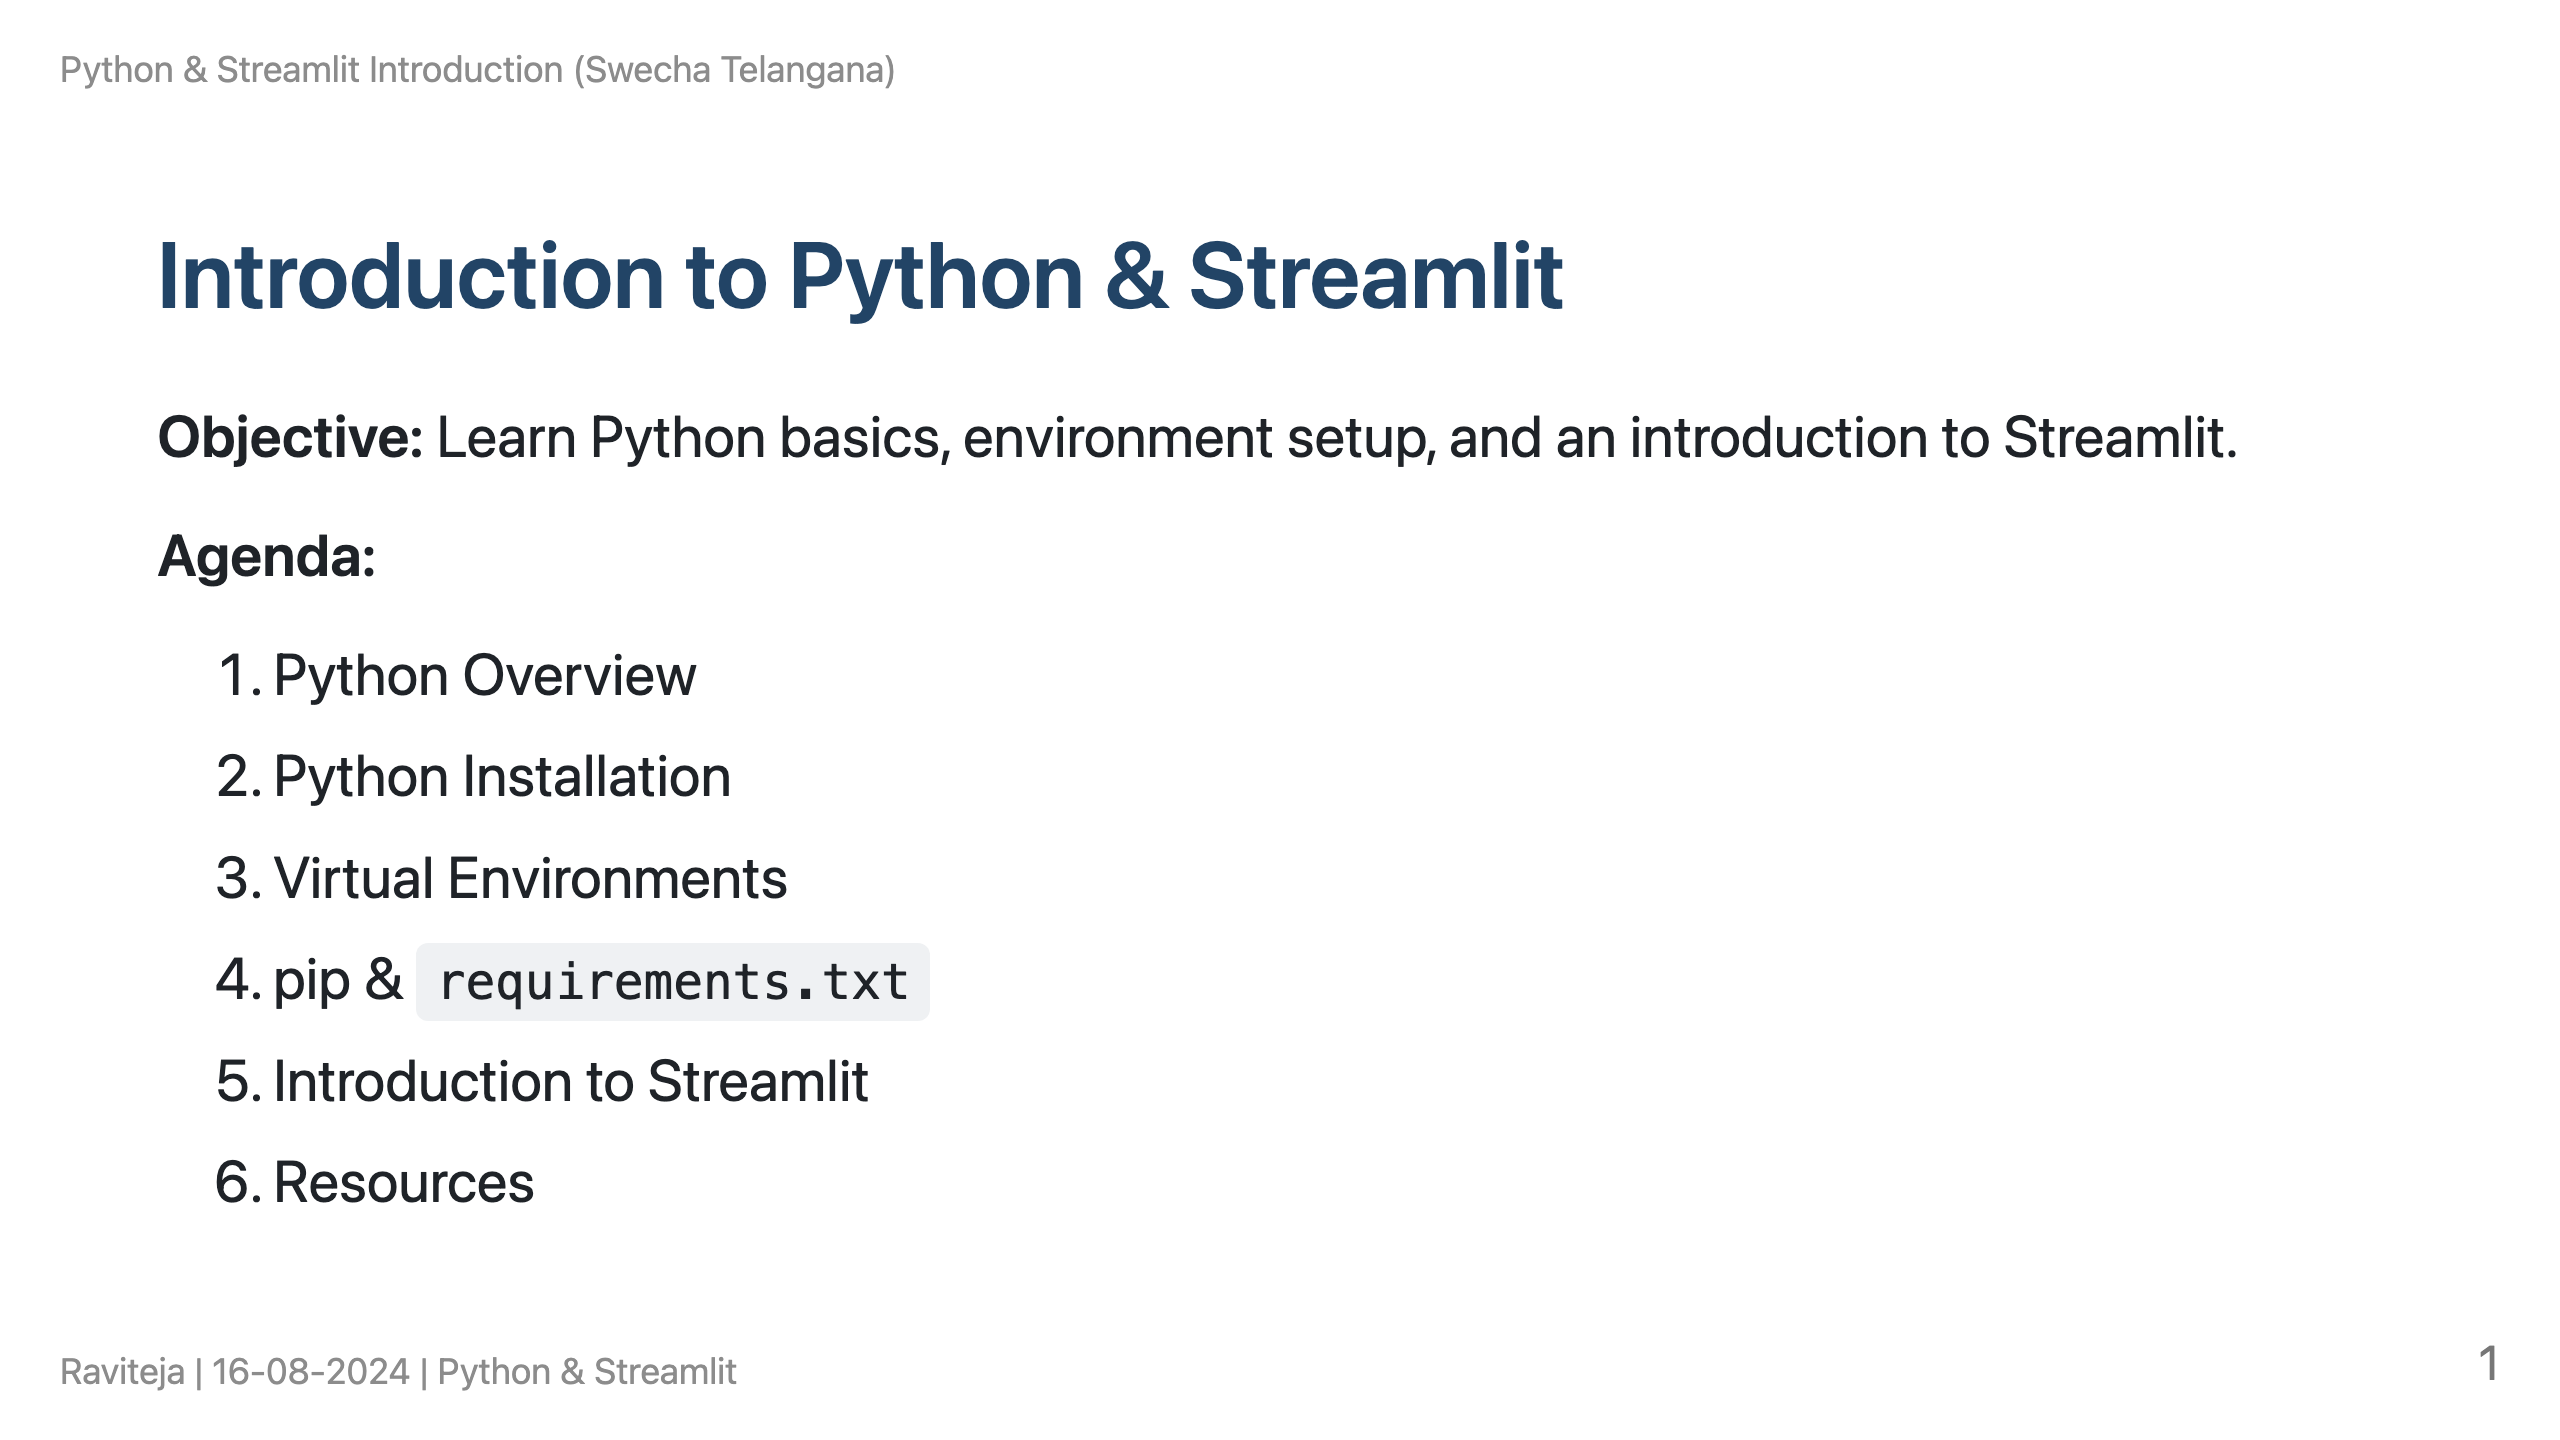 Python & Streamlit Introduction (Swecha Telangana)
Introduction to Python & Streamlit
Objective: Learn Python basics, environment setup, and an introduction to Streamlit.
Agenda:
1. Python Overview
2. Python Installation
3. Virtual Environments
4. pip & requirements.txt
5. Introduction to Streamlit
6. Resources
Raviteja | 16-08-2024 | Python & Streamlit
1